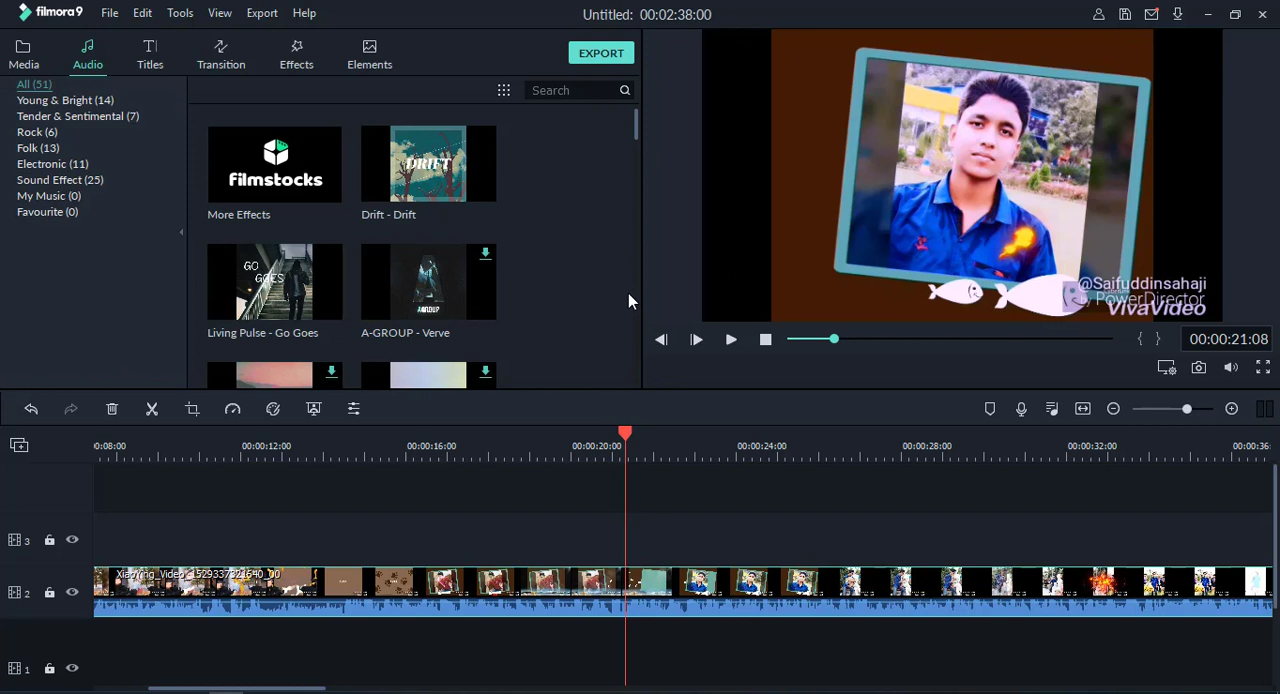 filmora9 File Edit Tools View Export Help Untitled: 00:02:38:00
Media Audio Titles Transition Effects Elements EXPORT
All (51)
Young & Bright (14)
Tender & Sentimental (7)
Rock (6)
Folk (13)
Electronic (11)
Sound Effect (25)
My Music (0)
Favourite (0)
Search
filmstocks
More Effects
DRIFT
Drift - Drift
GO
GOES
Living Pulse - Go Goes
AGROUP
A-GROUP - Verve
@Saifuddinsahaji
PowerDirector
VivaVideo
00:00:21:08
00:08:00 00:00:12:00 00:00:16:00 00:00:20:00 00:00:24:00 00:00:28:00 00:00:32:00 00:00:36:
3
XiaoYing_Video_1529337321640_00
2
1